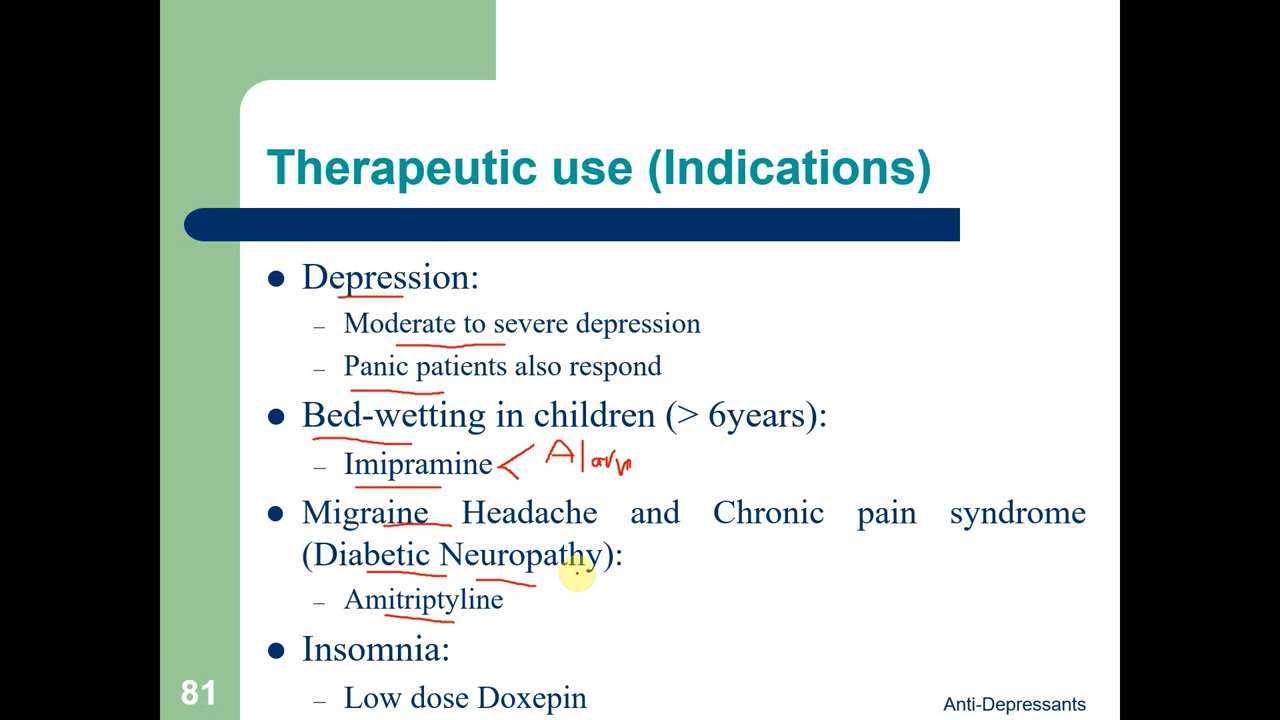 Therapeutic use (Indications)
● Depression:
– Moderate to severe depression
– Panic patients also respond
● Bed-wetting in children (> 6years):
– Imipramine < Alarm
● Migraine Headache and Chronic pain syndrome
(Diabetic Neuropathy):
– Amitriptyline
● Insomnia:
– Low dose Doxepin
81
Anti-Depressants